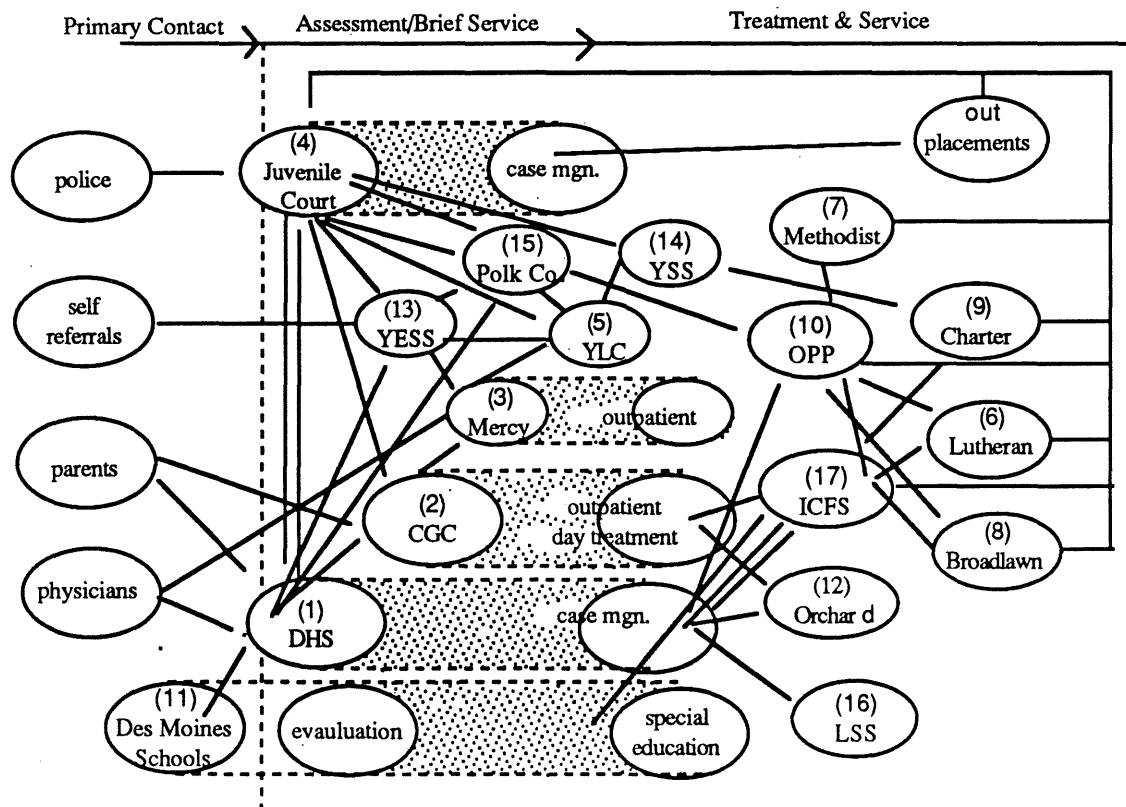 Primary Contact
Assessment/Brief Service
Treatment & Service
out
placements
(4)
Juvenile
Court
case mgn.
police
(7)
Methodist
(15)
Polk Co.
(14)
YSS
self
referrals
(13)
YESS
(5)
YLC
(10)
OPP
(9)
Charter
(3)
Mercy
outpatient
(6)
Lutheran
parents
(2)
CGC
outpatient
day treatment
(17)
ICFS
(8)
Broadlawn
physicians
(1)
DHS
case mgn.
(12)
Orchar d
(11)
Des Moines
Schools
evauluation
special
education
(16)
LSS